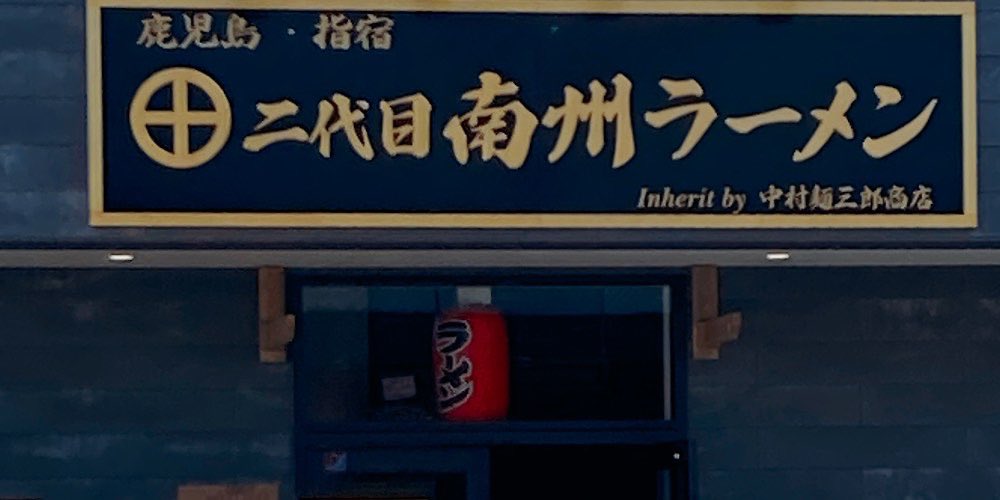 鹿児島・指宿
二代目南州ラーメン
Inherit by 中村麺三郎商店
ラーメン